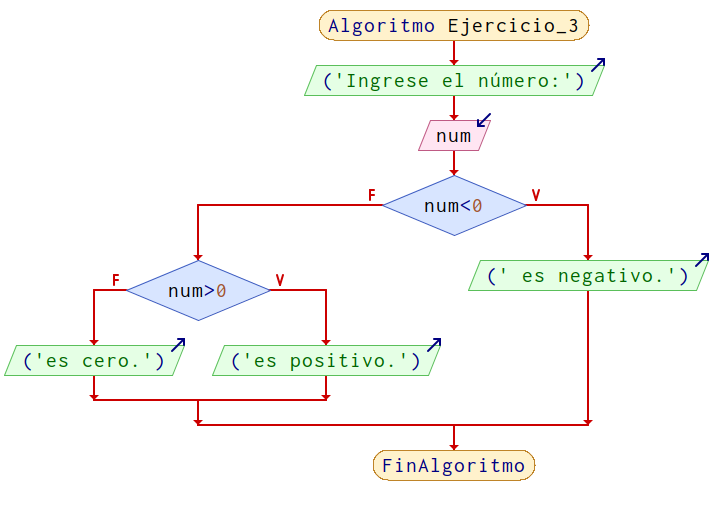 Algoritmo Ejercicio_3
('Ingrese el número:')
num
num<0
F
V
num>0
F
V
(' es negativo.')
('es cero.')
('es positivo.')
FinAlgoritmo